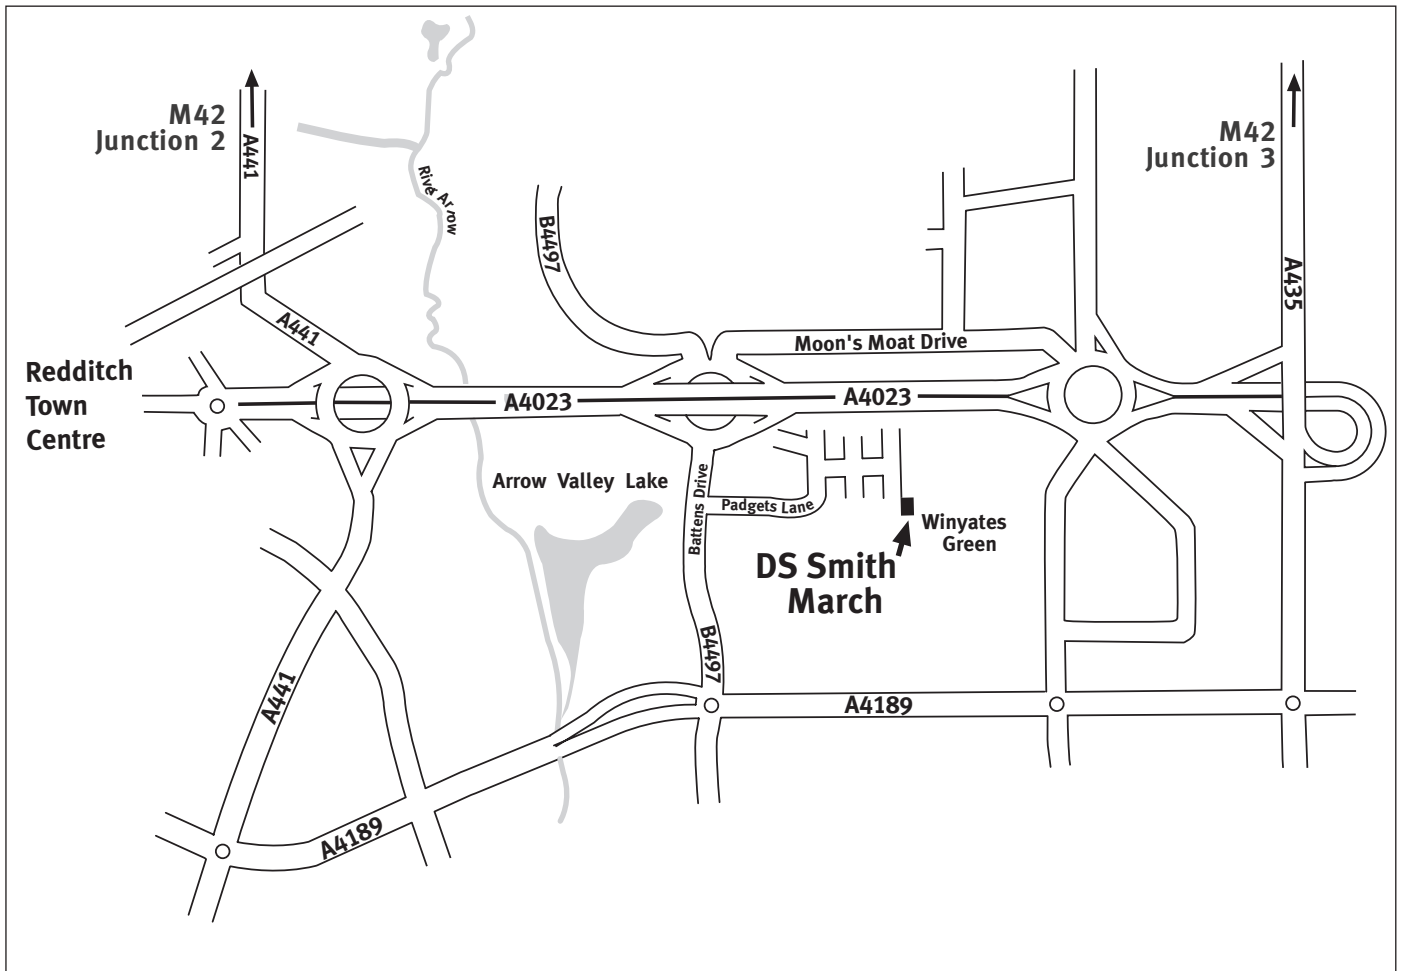 M42
Junction 2
A441
River Arrow
B4497
M42
Junction 3
A435
A441
Moon's Moat Drive
Redditch
Town
Centre
A4023
A4023
Arrow Valley Lake
Battens Drive
Padgets Lane
Winyates
Green
DS Smith
March
B4497
A441
A4189
A4189